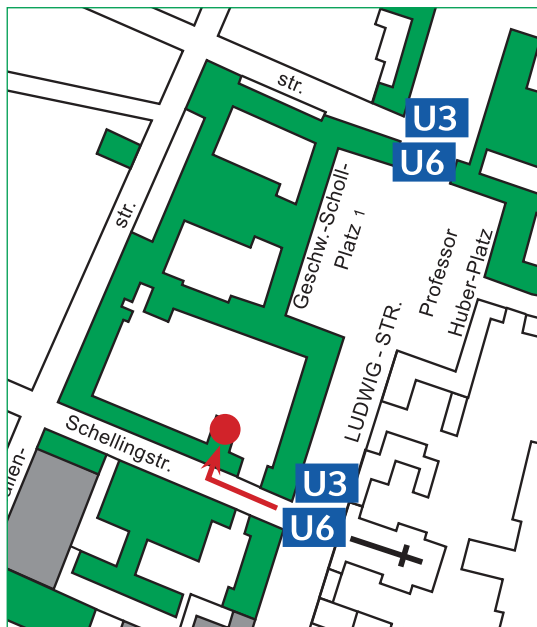 str.
U3
U6
Geschw.-Scholl-
Platz 1
Professor
Huber-Platz
str.
LUDWIG - STR.
Schellingstr.
U3
U6